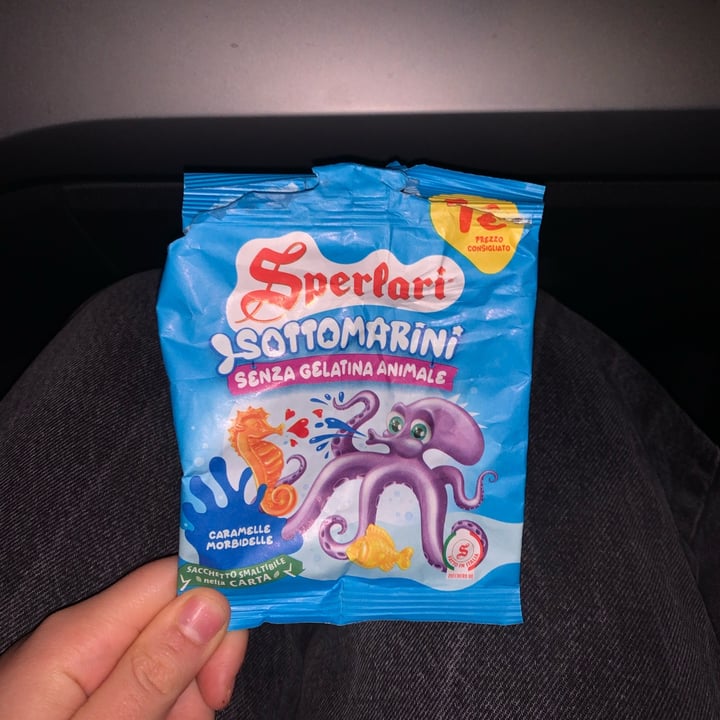 1€
PREZZO
CONSIGLIATO
Sperlari
SOTTOMARINI
SENZA GELATINA ANIMALE
CARAMELLE
MORBIDELLE
SACCHETTO SMALTIBILE
nella CARTA
S